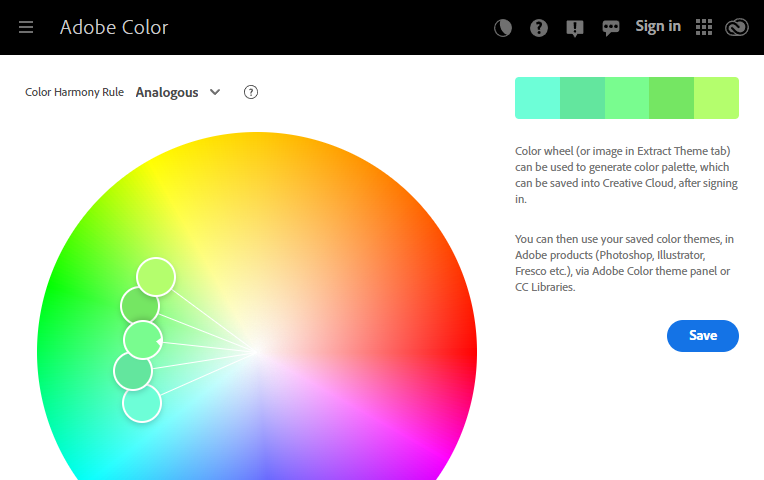 Adobe Color
Sign in
Color Harmony Rule Analogous
Color wheel (or image in Extract Theme tab)
can be used to generate color palette, which
can be saved into Creative Cloud, after signing
in.
You can then use your saved color themes, in
Adobe products (Photoshop, Illustrator,
Fresco etc.), via Adobe Color theme panel or
CC Libraries.
Save